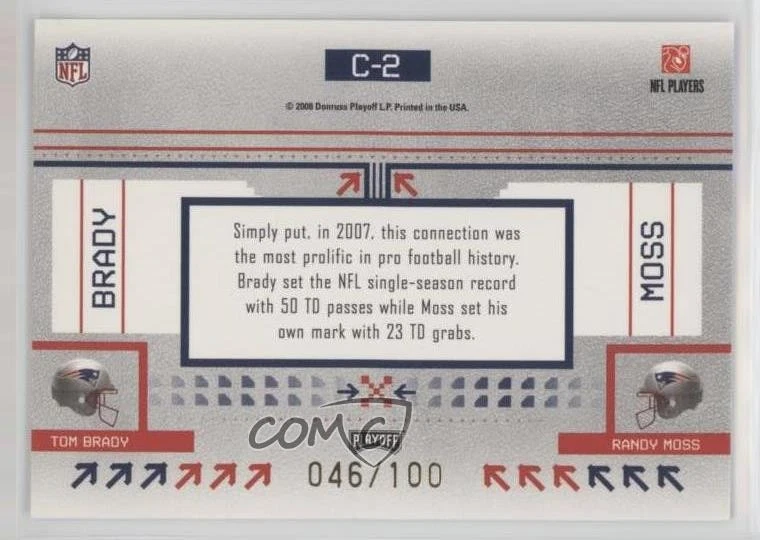 NFL
C-2
NFL PLAYERS
© 2008 Donruss Playoff L.P. Printed in the USA.
BRADY
MOSS
Simply put, in 2007, this connection was
the most prolific in pro football history.
Brady set the NFL single-season record
with 50 TD passes while Moss set his
own mark with 23 TD grabs.
COMC
PLAYOFF
TOM BRADY
RANDY MOSS
046/100